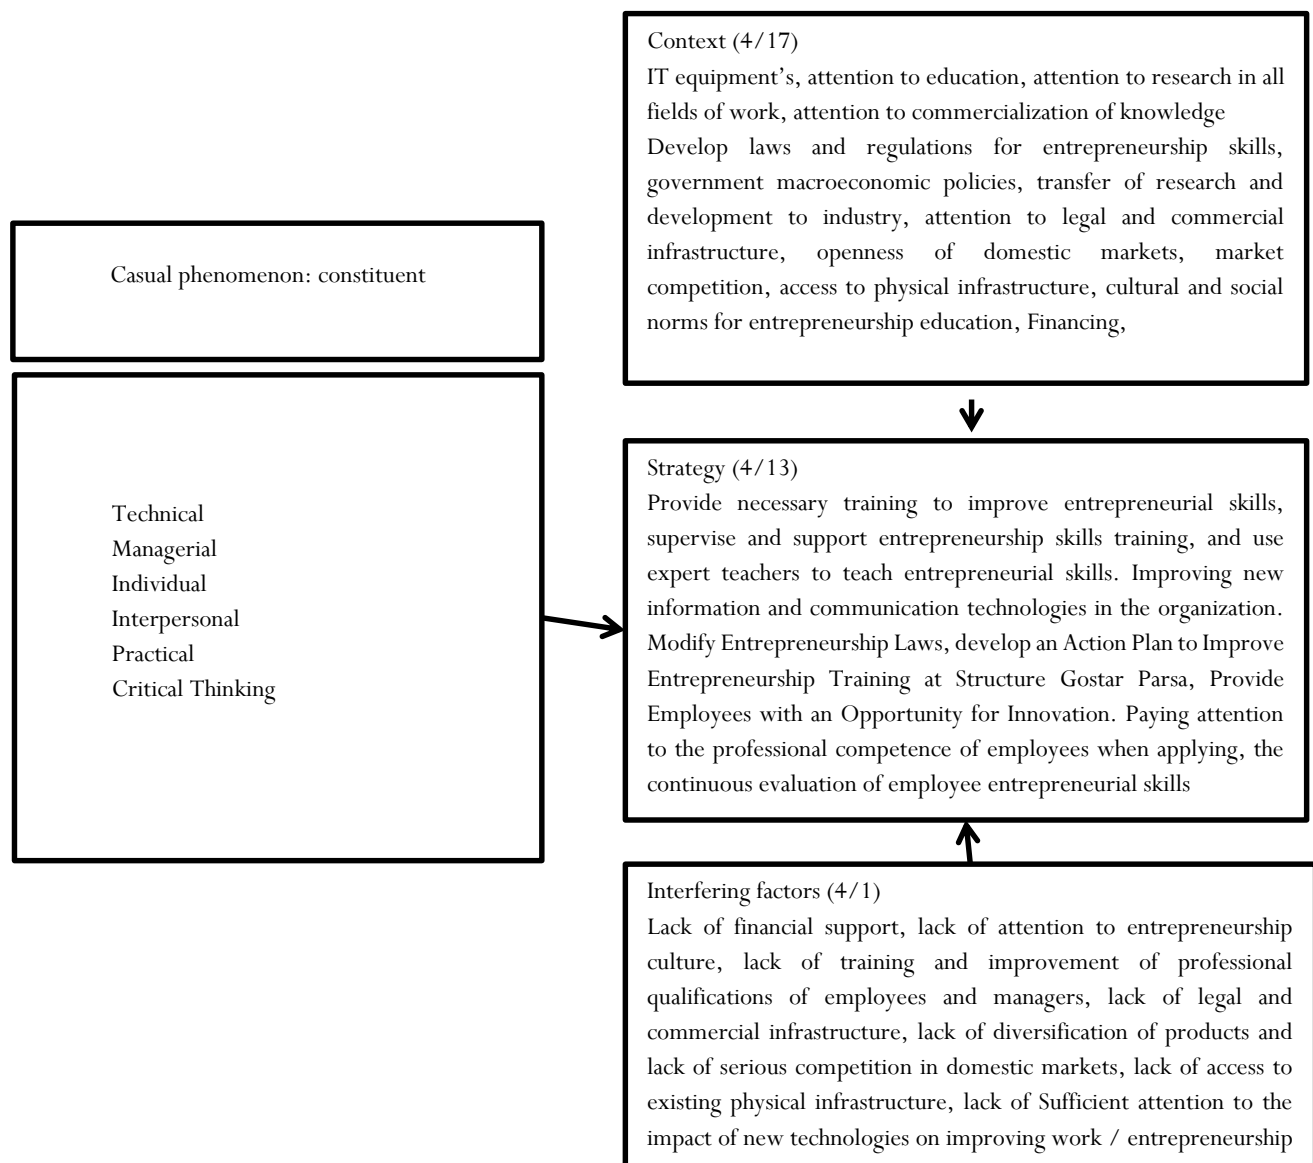 Context (4/17)
IT equipment's, attention to education, attention to research in all
fields of work, attention to commercialization of knowledge
Develop laws and regulations for entrepreneurship skills,
government macroeconomic policies, transfer of research and
development to industry, attention to legal and commercial
infrastructure, openness of domestic markets, market
competition, access to physical infrastructure, cultural and social
norms for entrepreneurship education, Financing,
Casual phenomenon: constituent
Technical
Managerial
Individual
Interpersonal
Practical
Critical Thinking
Strategy (4/13)
Provide necessary training to improve entrepreneurial skills,
supervise and support entrepreneurship skills training, and use
expert teachers to teach entrepreneurial skills. Improving new
information and communication technologies in the organization.
Modify Entrepreneurship Laws, develop an Action Plan to Improve
Entrepreneurship Training at Structure Gostar Parsa, Provide
Employees with an Opportunity for Innovation. Paying attention
to the professional competence of employees when applying, the
continuous evaluation of employee entrepreneurial skills
Interfering factors (4/1)
Lack of financial support, lack of attention to entrepreneurship
culture, lack of training and improvement of professional
qualifications of employees and managers, lack of legal and
commercial infrastructure, lack of diversification of products and
lack of serious competition in domestic markets, lack of access to
existing physical infrastructure, lack of Sufficient attention to the
impact of new technologies on improving work / entrepreneurship